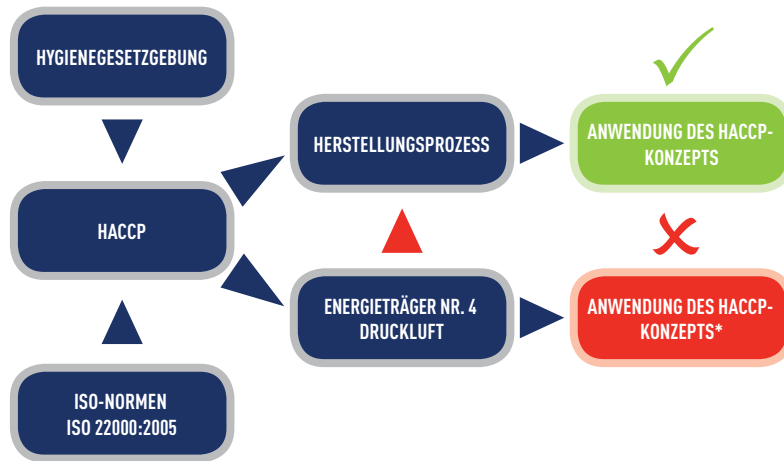 HYGIENEGESETZGEBUNG
HERSTELLUNGSPROZESS
ANWENDUNG DES HACCP-
KONZEPTS
HACCP
ENERGIETRÄGER NR. 4
DRUCKLUFT
ANWENDUNG DES HACCP-
KONZEPTS*
ISO-NORMEN
ISO 22000:2005